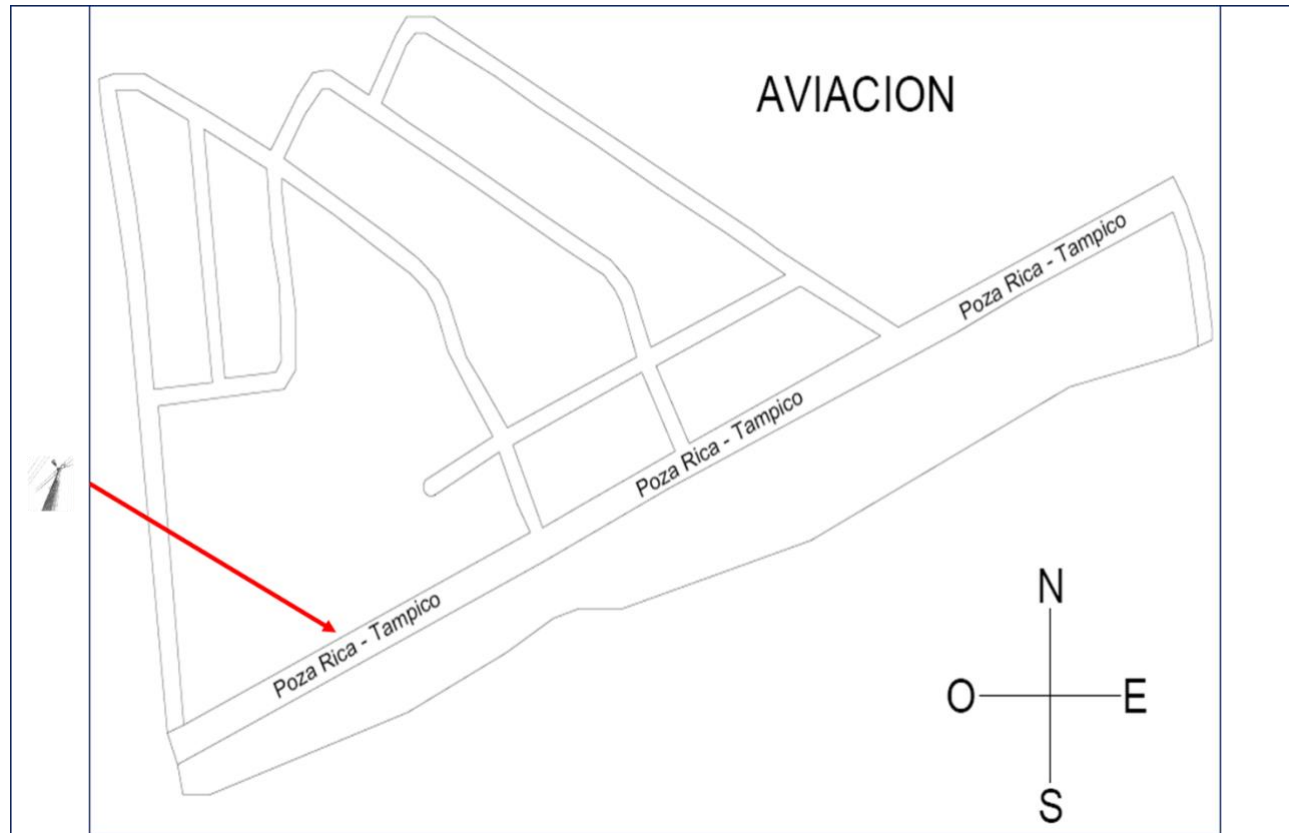 AVIACION
Poza Rica - Tampico
Poza Rica - Tampico
Poza Rica - Tampico
N
O E
S